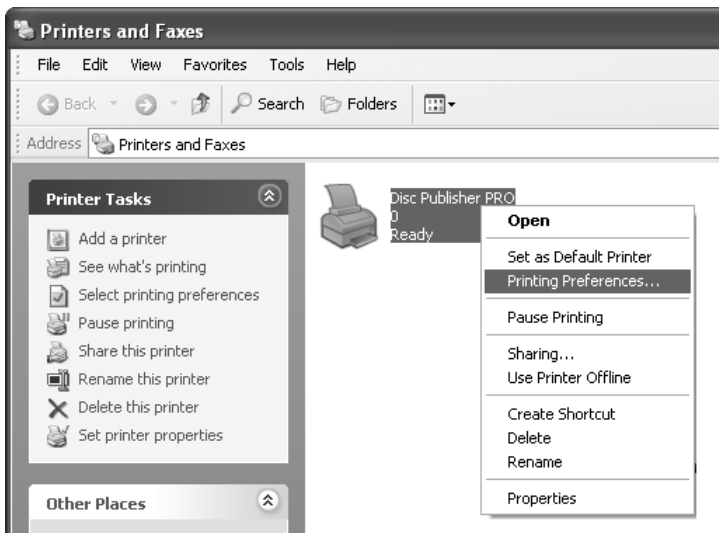 Printers and Faxes
File Edit View Favorites Tools Help
Back Search Folders
Address Printers and Faxes
Printer Tasks
Add a printer
See what's printing
Select printing preferences
Pause printing
Share this printer
Rename this printer
Delete this printer
Set printer properties
Other Places
Disc Publisher PRO
0
Ready
Open
Set as Default Printer
Printing Preferences...
Pause Printing
Sharing...
Use Printer Offline
Create Shortcut
Delete
Rename
Properties